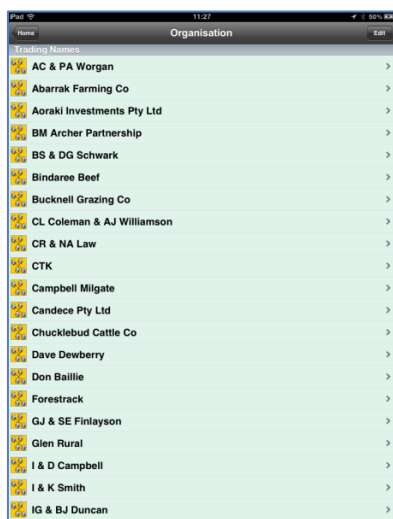 iPad 11:27 50%
Home Organisation Edit
Trading Names
AC & PA Worgan
Abarrak Farming Co
Aoraki Investments Pty Ltd
BM Archer Partnership
BS & DG Schwark
Bindaree Beef
Bucknell Grazing Co
CL Coleman & AJ Williamson
CR & NA Law
CTK
Campbell Milgate
Candece Pty Ltd
Chucklebud Cattle Co
Dave Dewberry
Don Baillie
Forestrack
GJ & SE Finlayson
Glen Rural
I & D Campbell
I & K Smith
IG & BJ Duncan